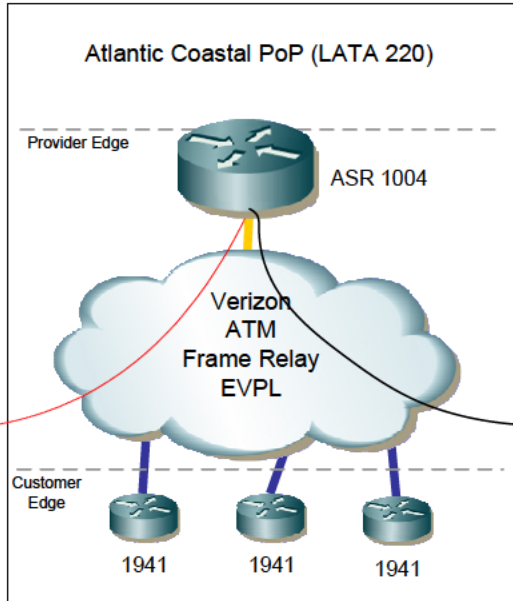 Atlantic Coastal PoP (LATA 220)
Provider Edge
ASR 1004
Verizon
ATM
Frame Relay
EVPL
Customer
Edge
1941
1941
1941